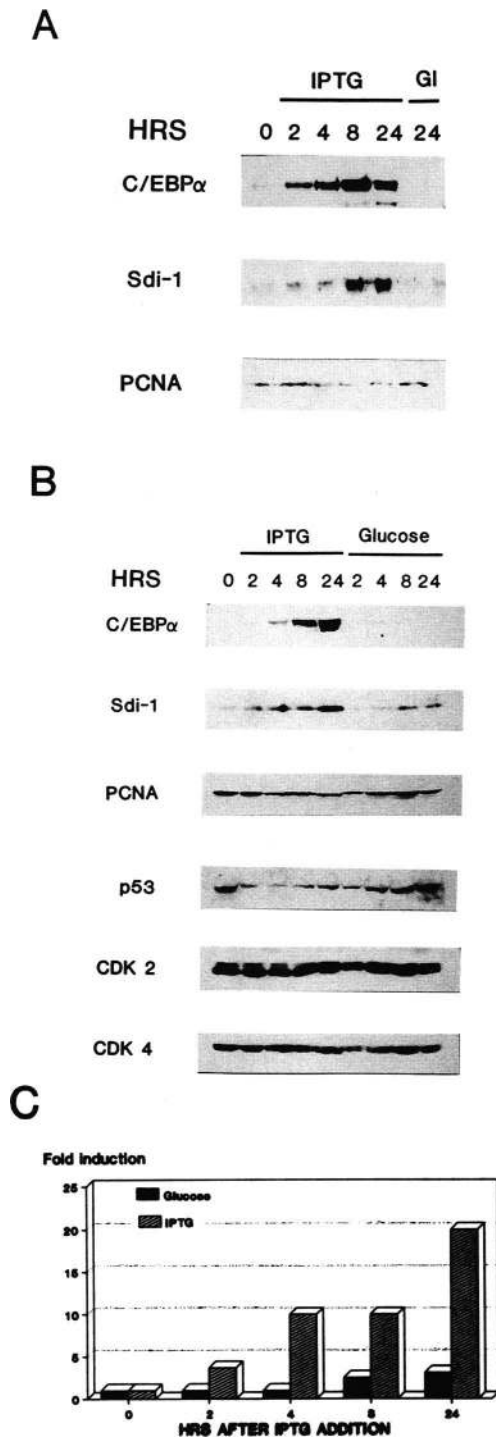 A
IPTG GI
HRS 0 2 4 8 24 24
C/EBPα
Sdi-1
PCNA
B
IPTG Glucose
HRS 0 2 4 8 24 2 4 8 24
C/EBPα
Sdi-1
PCNA
p53
CDK 2
CDK 4
C
Fold induction
25
Glucose
IPTG
20
15
10
5
0
0 2 4 8 24
HRS AFTER IPTG ADDITION